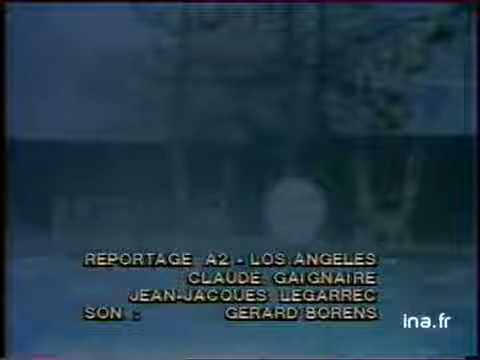 REPORTAGE A2 - LOS ANGELES
CLAUDE GAIGNAIRE
JEAN-JACQUES LEGARREC
SON : GERARD BORENS
ina.fr